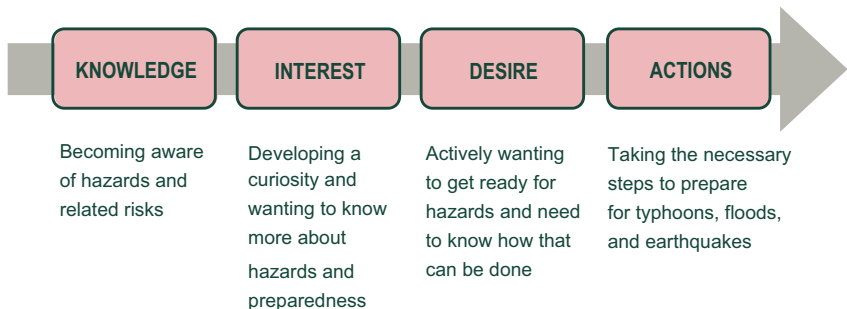 KNOWLEDGE
INTEREST
DESIRE
ACTIONS
Becoming aware
of hazards and
related risks
Developing a
curiosity and
wanting to know
more about
hazards and
preparedness
Actively wanting
to get ready for
hazards and need
to know how that
can be done
Taking the necessary
steps to prepare
for typhoons, floods,
and earthquakes